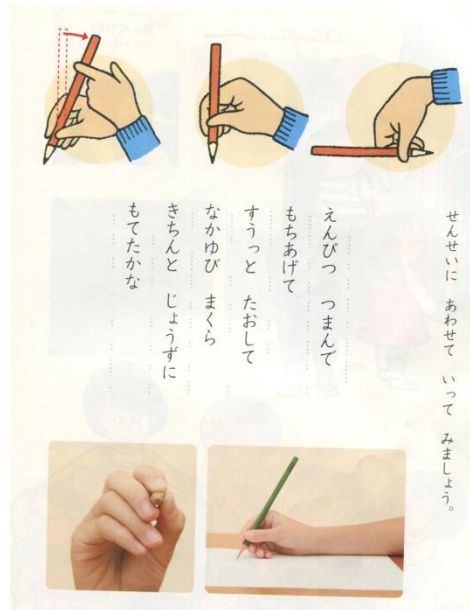 せんせいに あわせて いって みましょう。
えんぴつ つまんで
もちあげて
すうっと たおして
なかゆび まくら
きちんと じょうずに
もてたかな